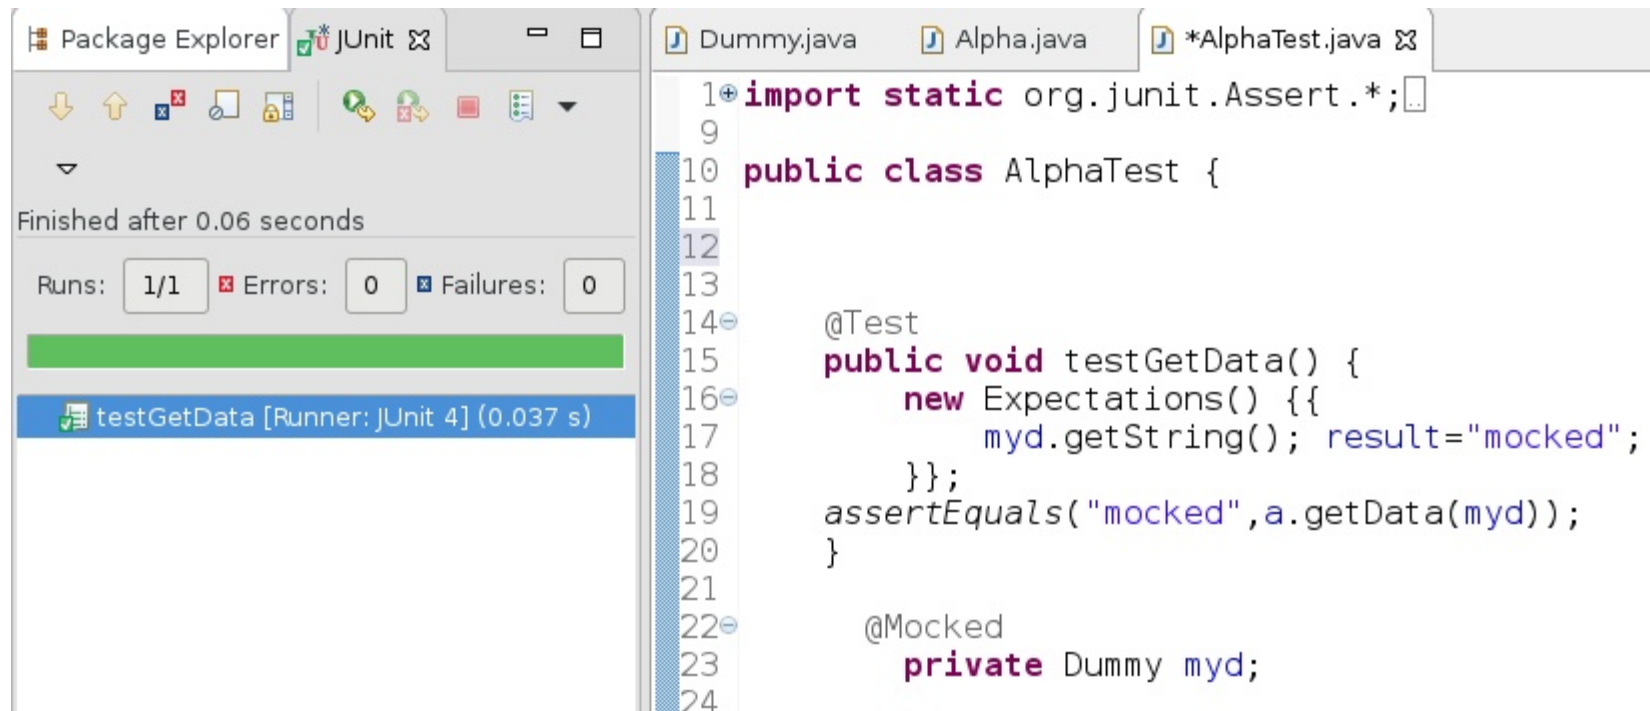 Package Explorer
JUnit
Finished after 0.06 seconds
Runs: 1/1 Errors: 0 Failures: 0
testGetData [Runner: JUnit 4] (0.037 s)
Dummy.java Alpha.java *AlphaTest.java
1 import static org.junit.Assert.*;
9
10 public class AlphaTest {
11
12
13
14 @Test
15 public void testGetData() {
16 new Expectations() {{
17 myd.getString(); result="mocked";
18 }};
19 assertEquals("mocked",a.getData(myd));
20 }
21
22 @Mocked
23 private Dummy myd;
24